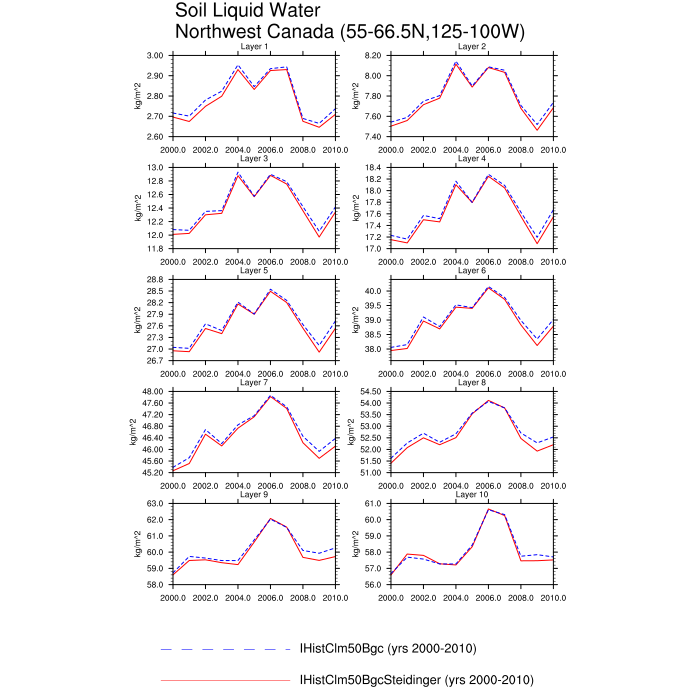 Soil Liquid Water
Northwest Canada (55-66.5N,125-100W)
Layer 1
Layer 2
3.00
2.90
2.80
2.70
2.60
kg/m^2
2000.0 2002.0 2004.0 2006.0 2008.0 2010.0
8.20
8.00
7.80
7.60
7.40
kg/m^2
2000.0 2002.0 2004.0 2006.0 2008.0 2010.0
Layer 3
Layer 4
13.0
12.8
12.6
12.4
12.2
12.0
11.8
kg/m^2
2000.0 2002.0 2004.0 2006.0 2008.0 2010.0
18.4
18.2
18.0
17.8
17.6
17.4
17.2
17.0
kg/m^2
2000.0 2002.0 2004.0 2006.0 2008.0 2010.0
Layer 5
Layer 6
28.8
28.5
28.2
27.9
27.6
27.3
27.0
26.7
kg/m^2
2000.0 2002.0 2004.0 2006.0 2008.0 2010.0
40.0
39.5
39.0
38.5
38.0
kg/m^2
2000.0 2002.0 2004.0 2006.0 2008.0 2010.0
Layer 7
Layer 8
48.00
47.60
47.20
46.80
46.40
46.00
45.60
45.20
kg/m^2
2000.0 2002.0 2004.0 2006.0 2008.0 2010.0
54.50
54.00
53.50
53.00
52.50
52.00
51.50
51.00
kg/m^2
2000.0 2002.0 2004.0 2006.0 2008.0 2010.0
Layer 9
Layer 10
63.0
62.0
61.0
60.0
59.0
58.0
kg/m^2
2000.0 2002.0 2004.0 2006.0 2008.0 2010.0
61.0
60.0
59.0
58.0
57.0
56.0
kg/m^2
2000.0 2002.0 2004.0 2006.0 2008.0 2010.0
IHistClm50Bgc (yrs 2000-2010)
IHistClm50BgcSteidinger (yrs 2000-2010)